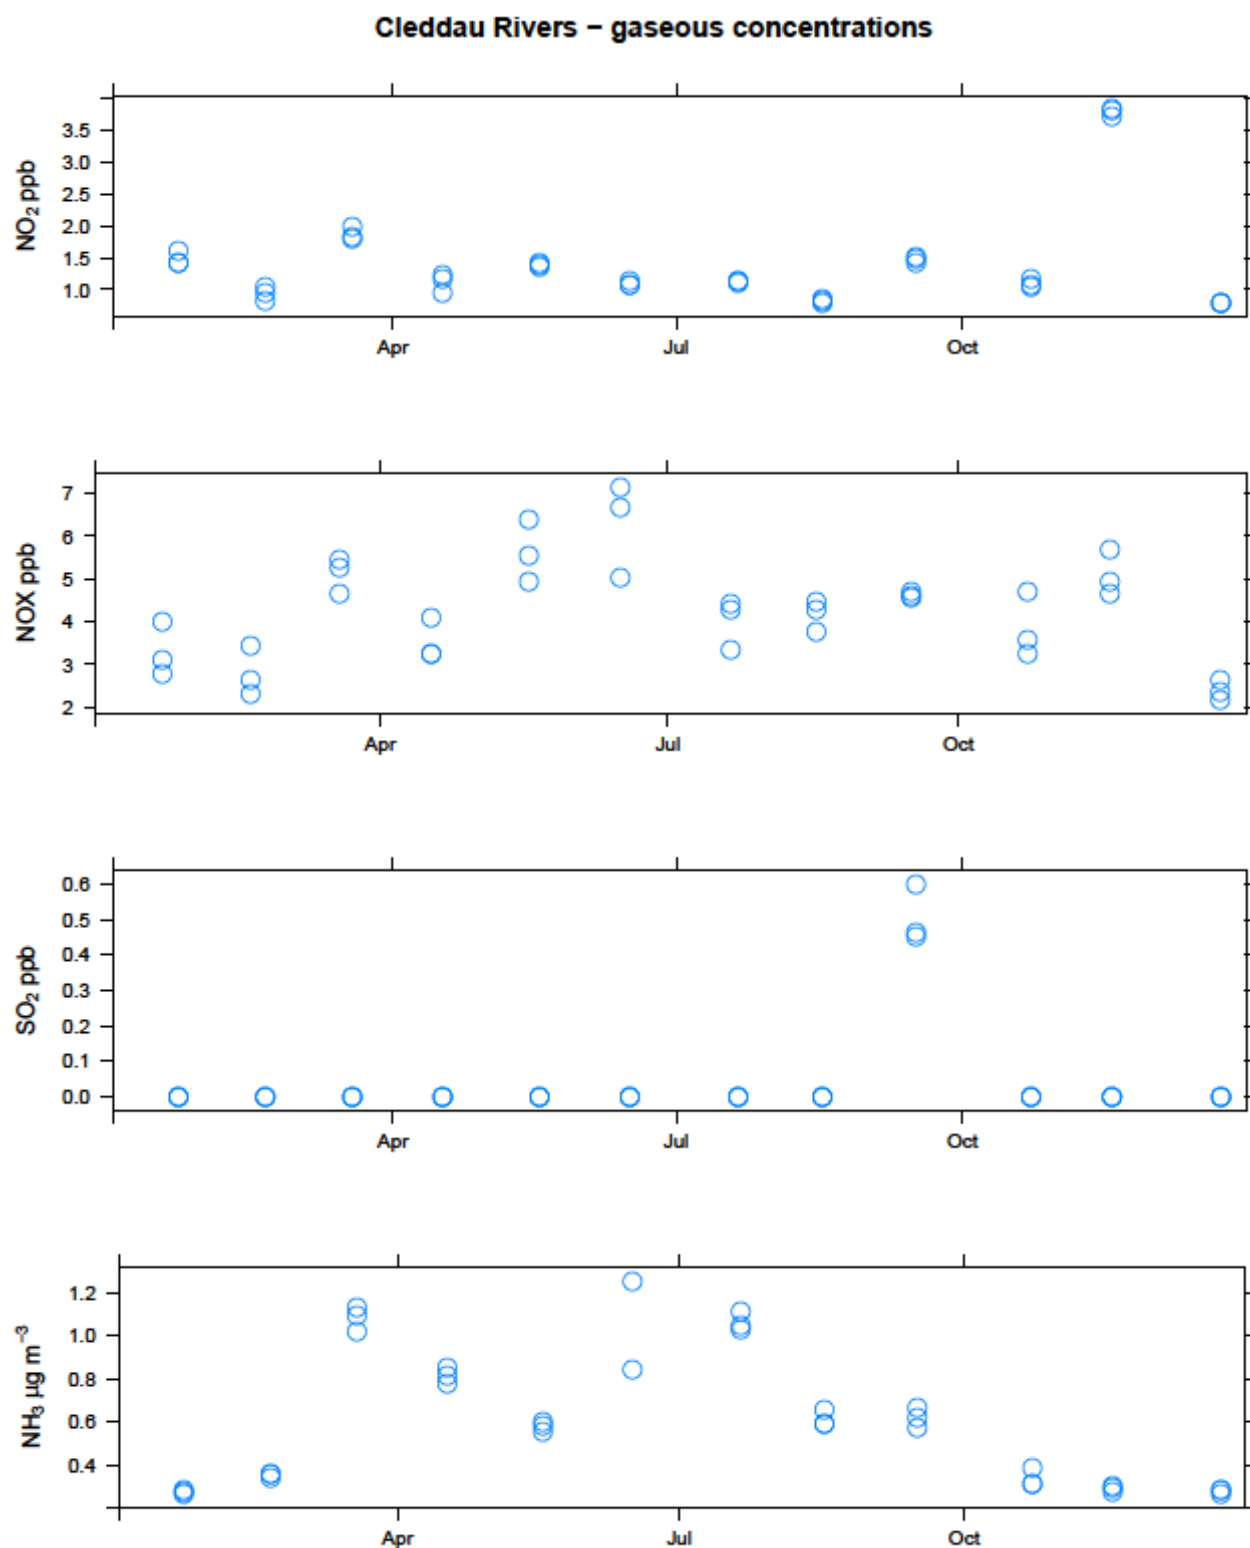 Cleddau Rivers − gaseous concentrations
NO₂ ppb
3.5
3.0
2.5
2.0
1.5
1.0
Apr Jul Oct
NOX ppb
7
6
5
4
3
2
Apr Jul Oct
SO₂ ppb
0.6
0.5
0.4
0.3
0.2
0.1
0.0
Apr Jul Oct
NH₃ µg m⁻³
1.2
1.0
0.8
0.6
0.4
Apr Jul Oct